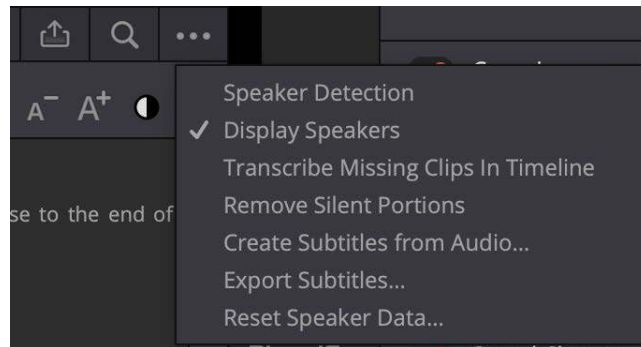 A- A+
Speaker Detection
Display Speakers
Transcribe Missing Clips In Timeline
se to the end of
Remove Silent Portions
Create Subtitles from Audio...
Export Subtitles...
Reset Speaker Data...